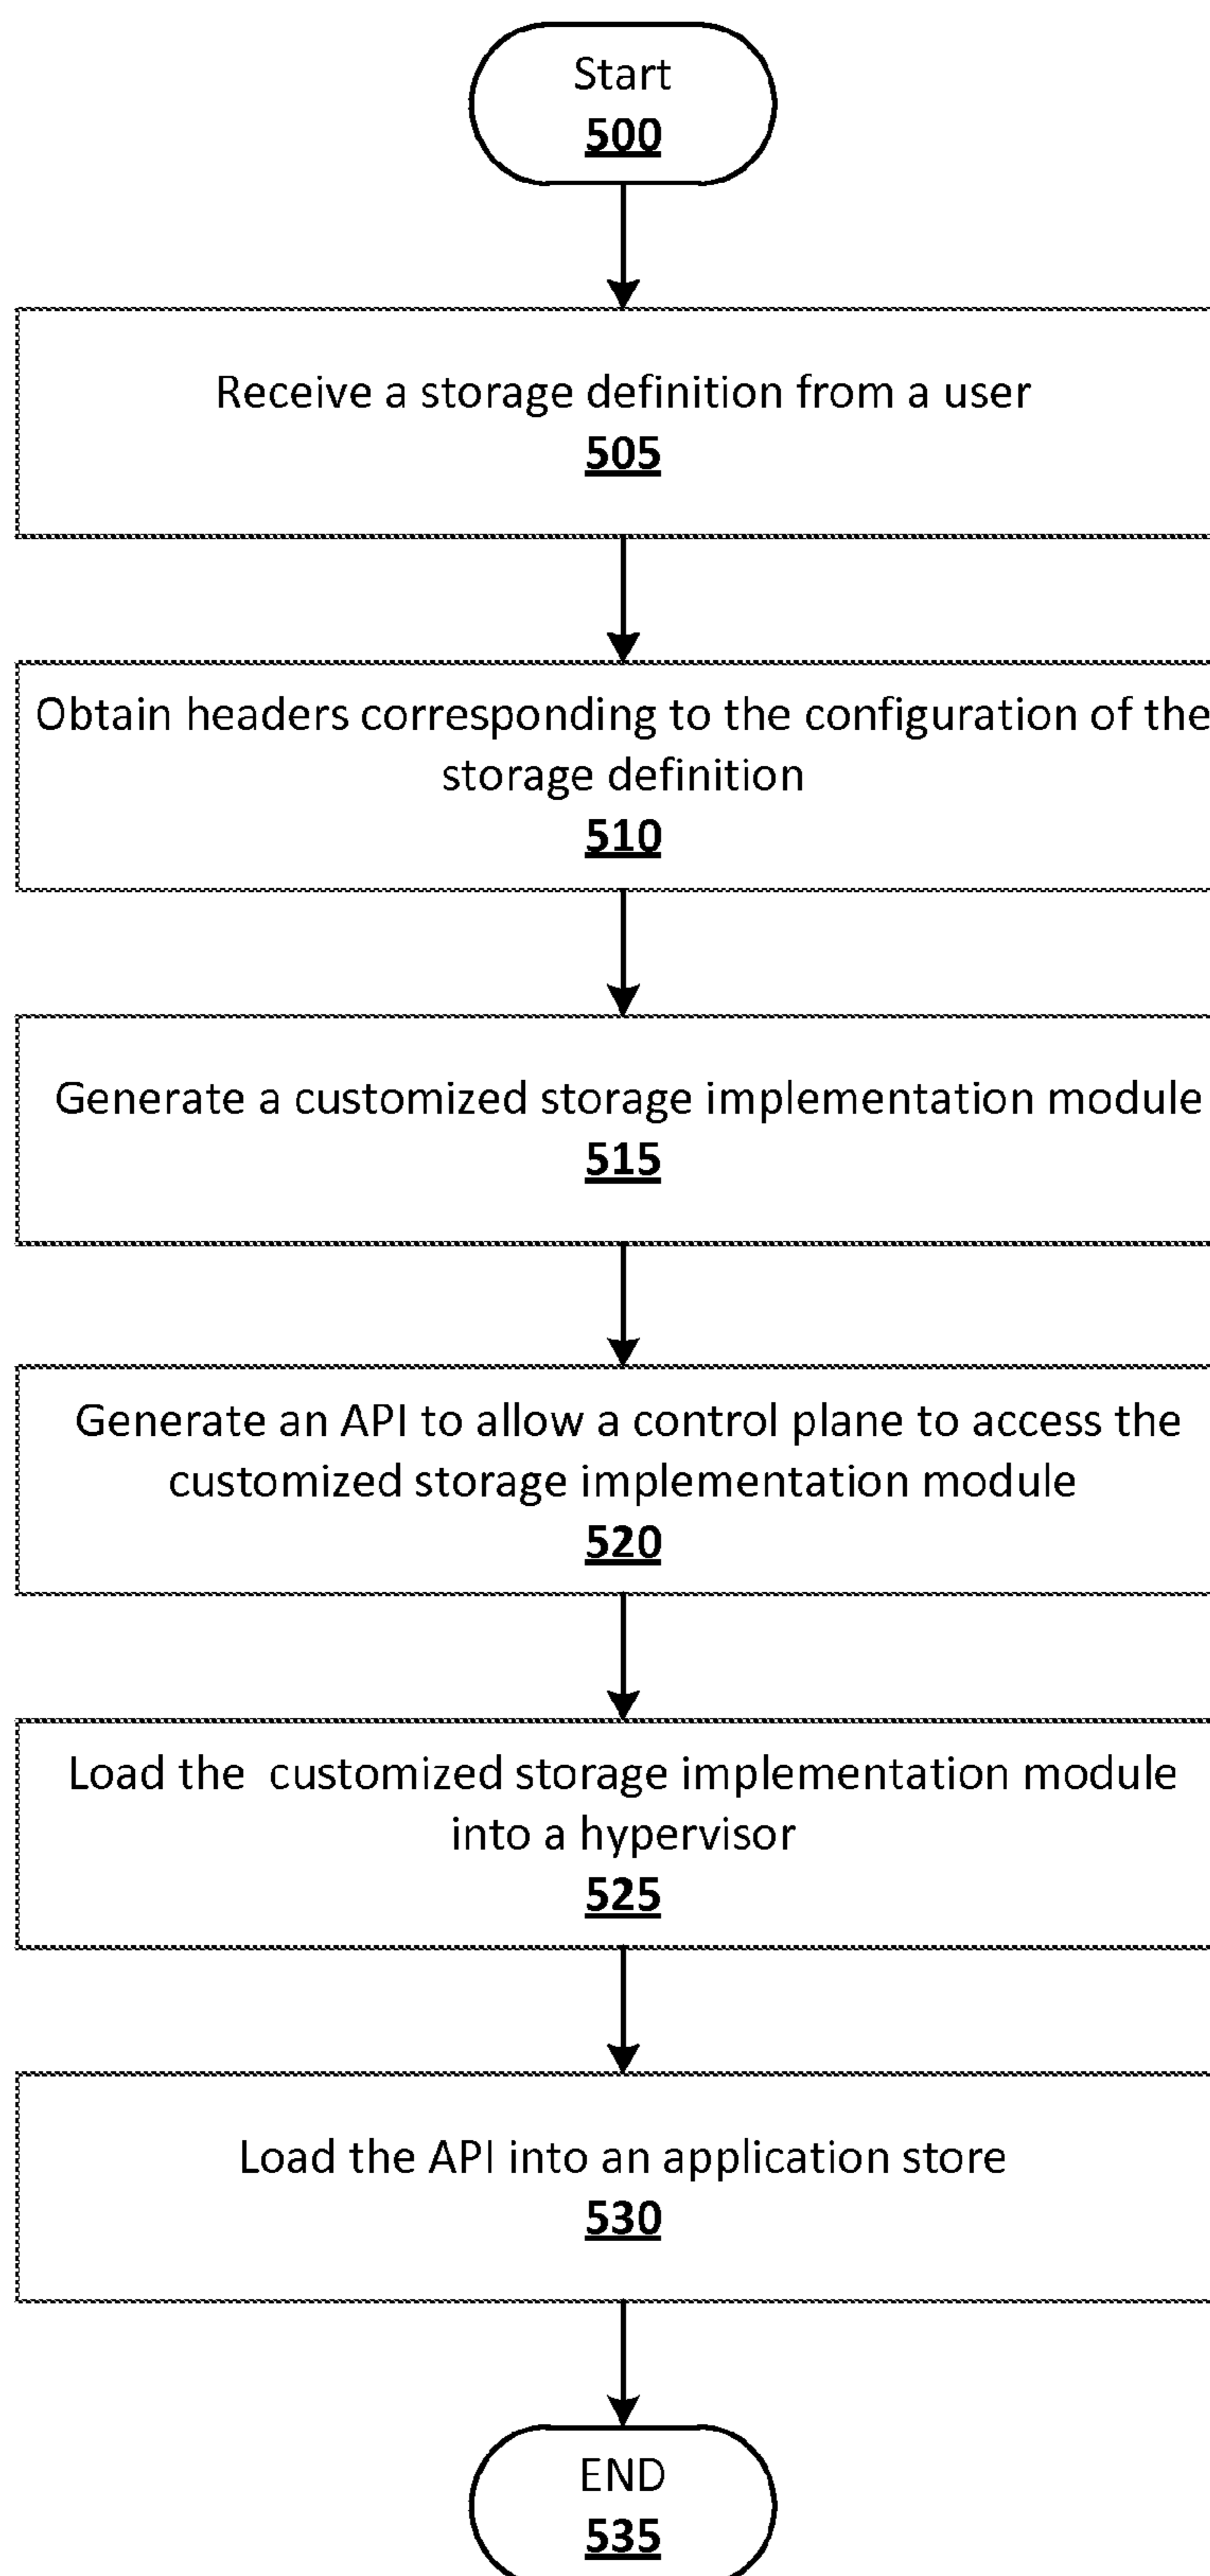 Start
500
Receive a storage definition from a user
505
Obtain headers corresponding to the configuration of the
storage definition
510
Generate a customized storage implementation module
515
Generate an API to allow a control plane to access the
customized storage implementation module
520
Load the customized storage implementation module
into a hypervisor
525
Load the API into an application store
530
END
535